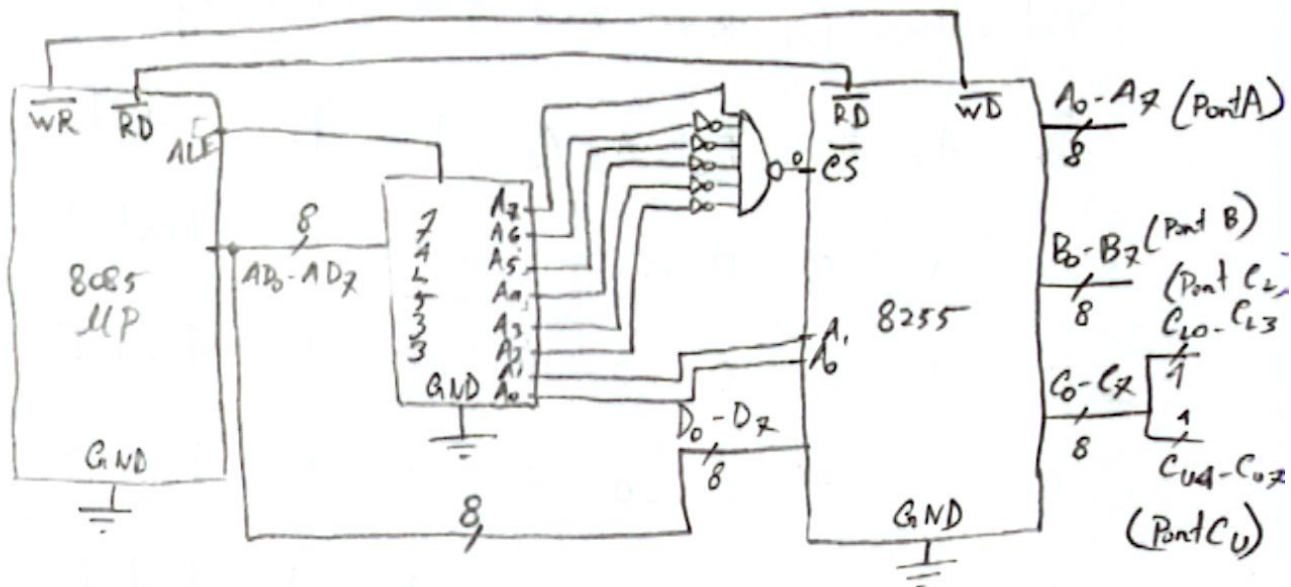 WR
RD
ALE
8085
μP
GND
8
AD0-AD7
7
4
L
S
3
3
A7
A6
A5
A4
A3
A2
A1
A0
GND
0
RD
WD
CS
8255
A1
A0
D0-D7
8
8
GND
A0-A7 (Port A)
8
B0-B7 (Port B)
8
(Port CL)
CL0-CL3
4
C0-C7
8
4
CU4-CU7
(Port CU)